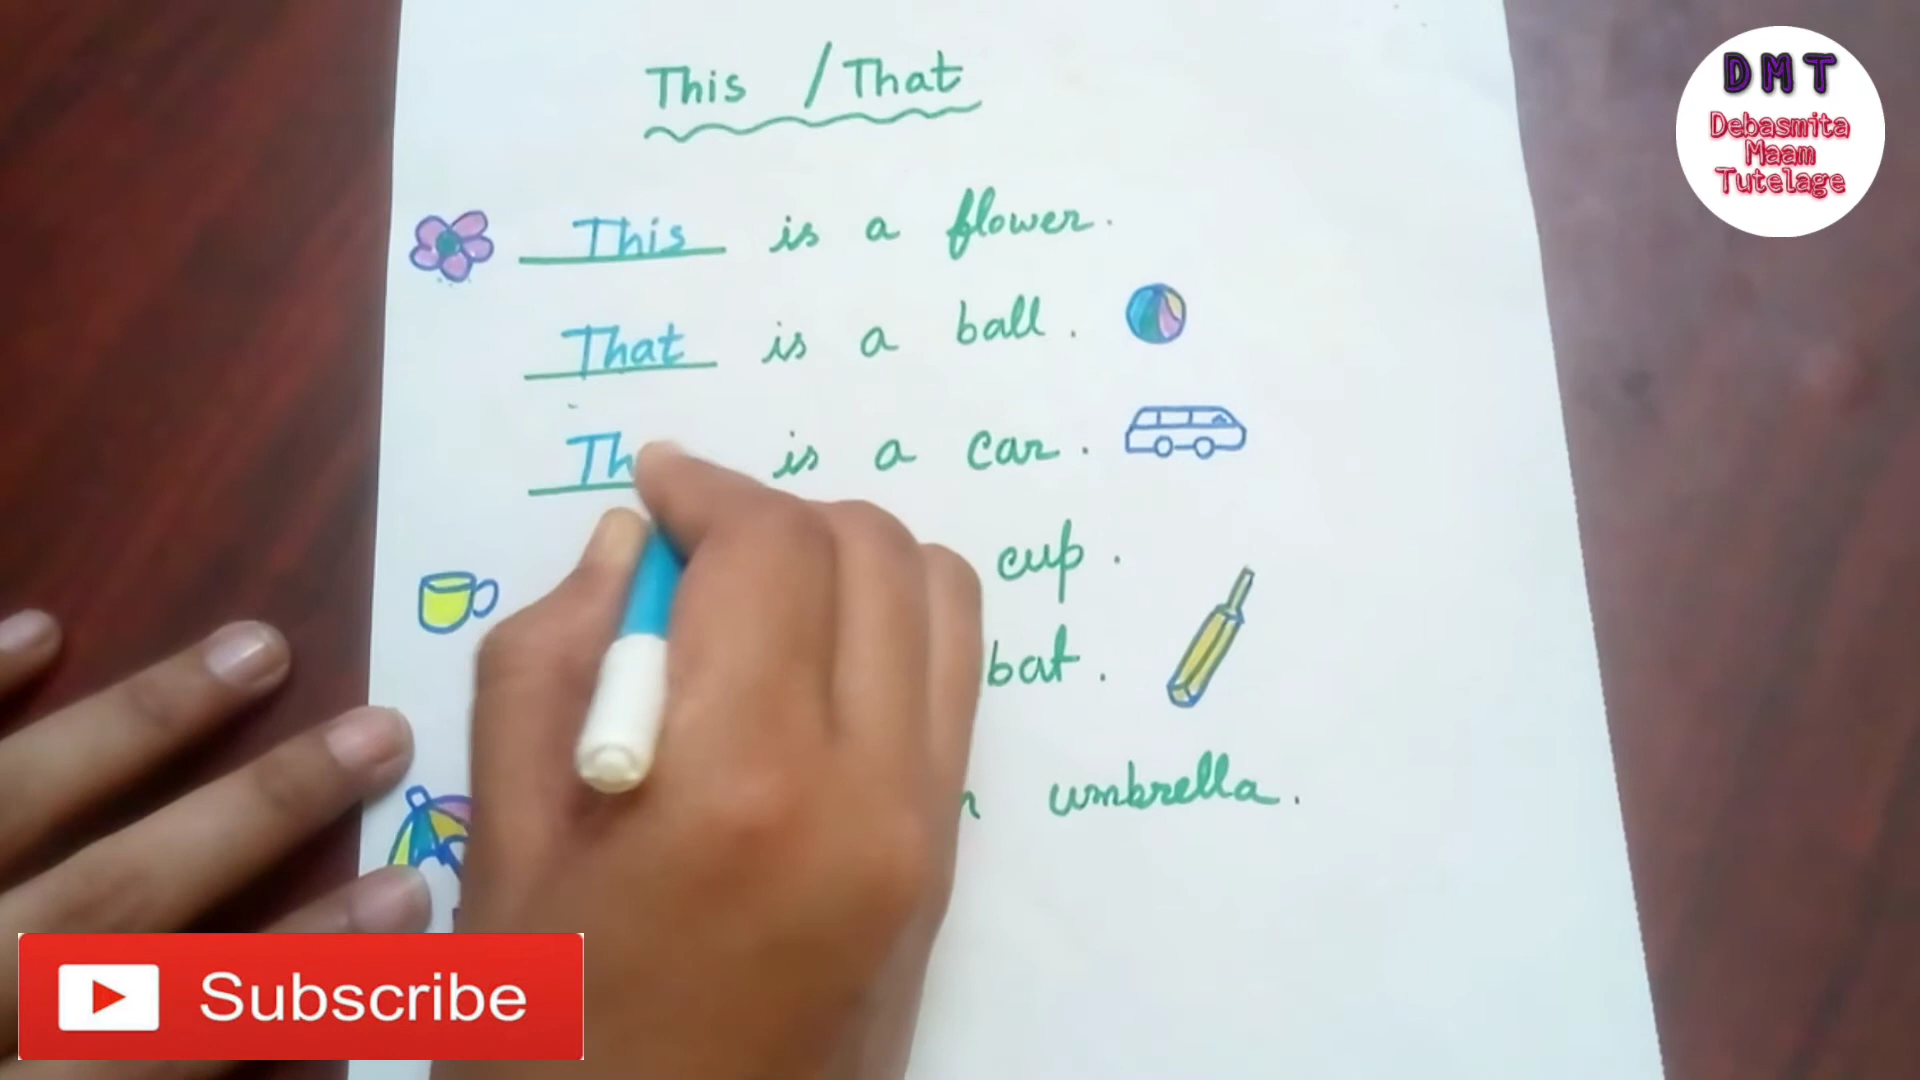 This / That
This is a flower.
That is a ball.
Th is a car.
cup.
bat.
umbrella.
DMT
Debasmita
Maam
Tutelage
Subscribe